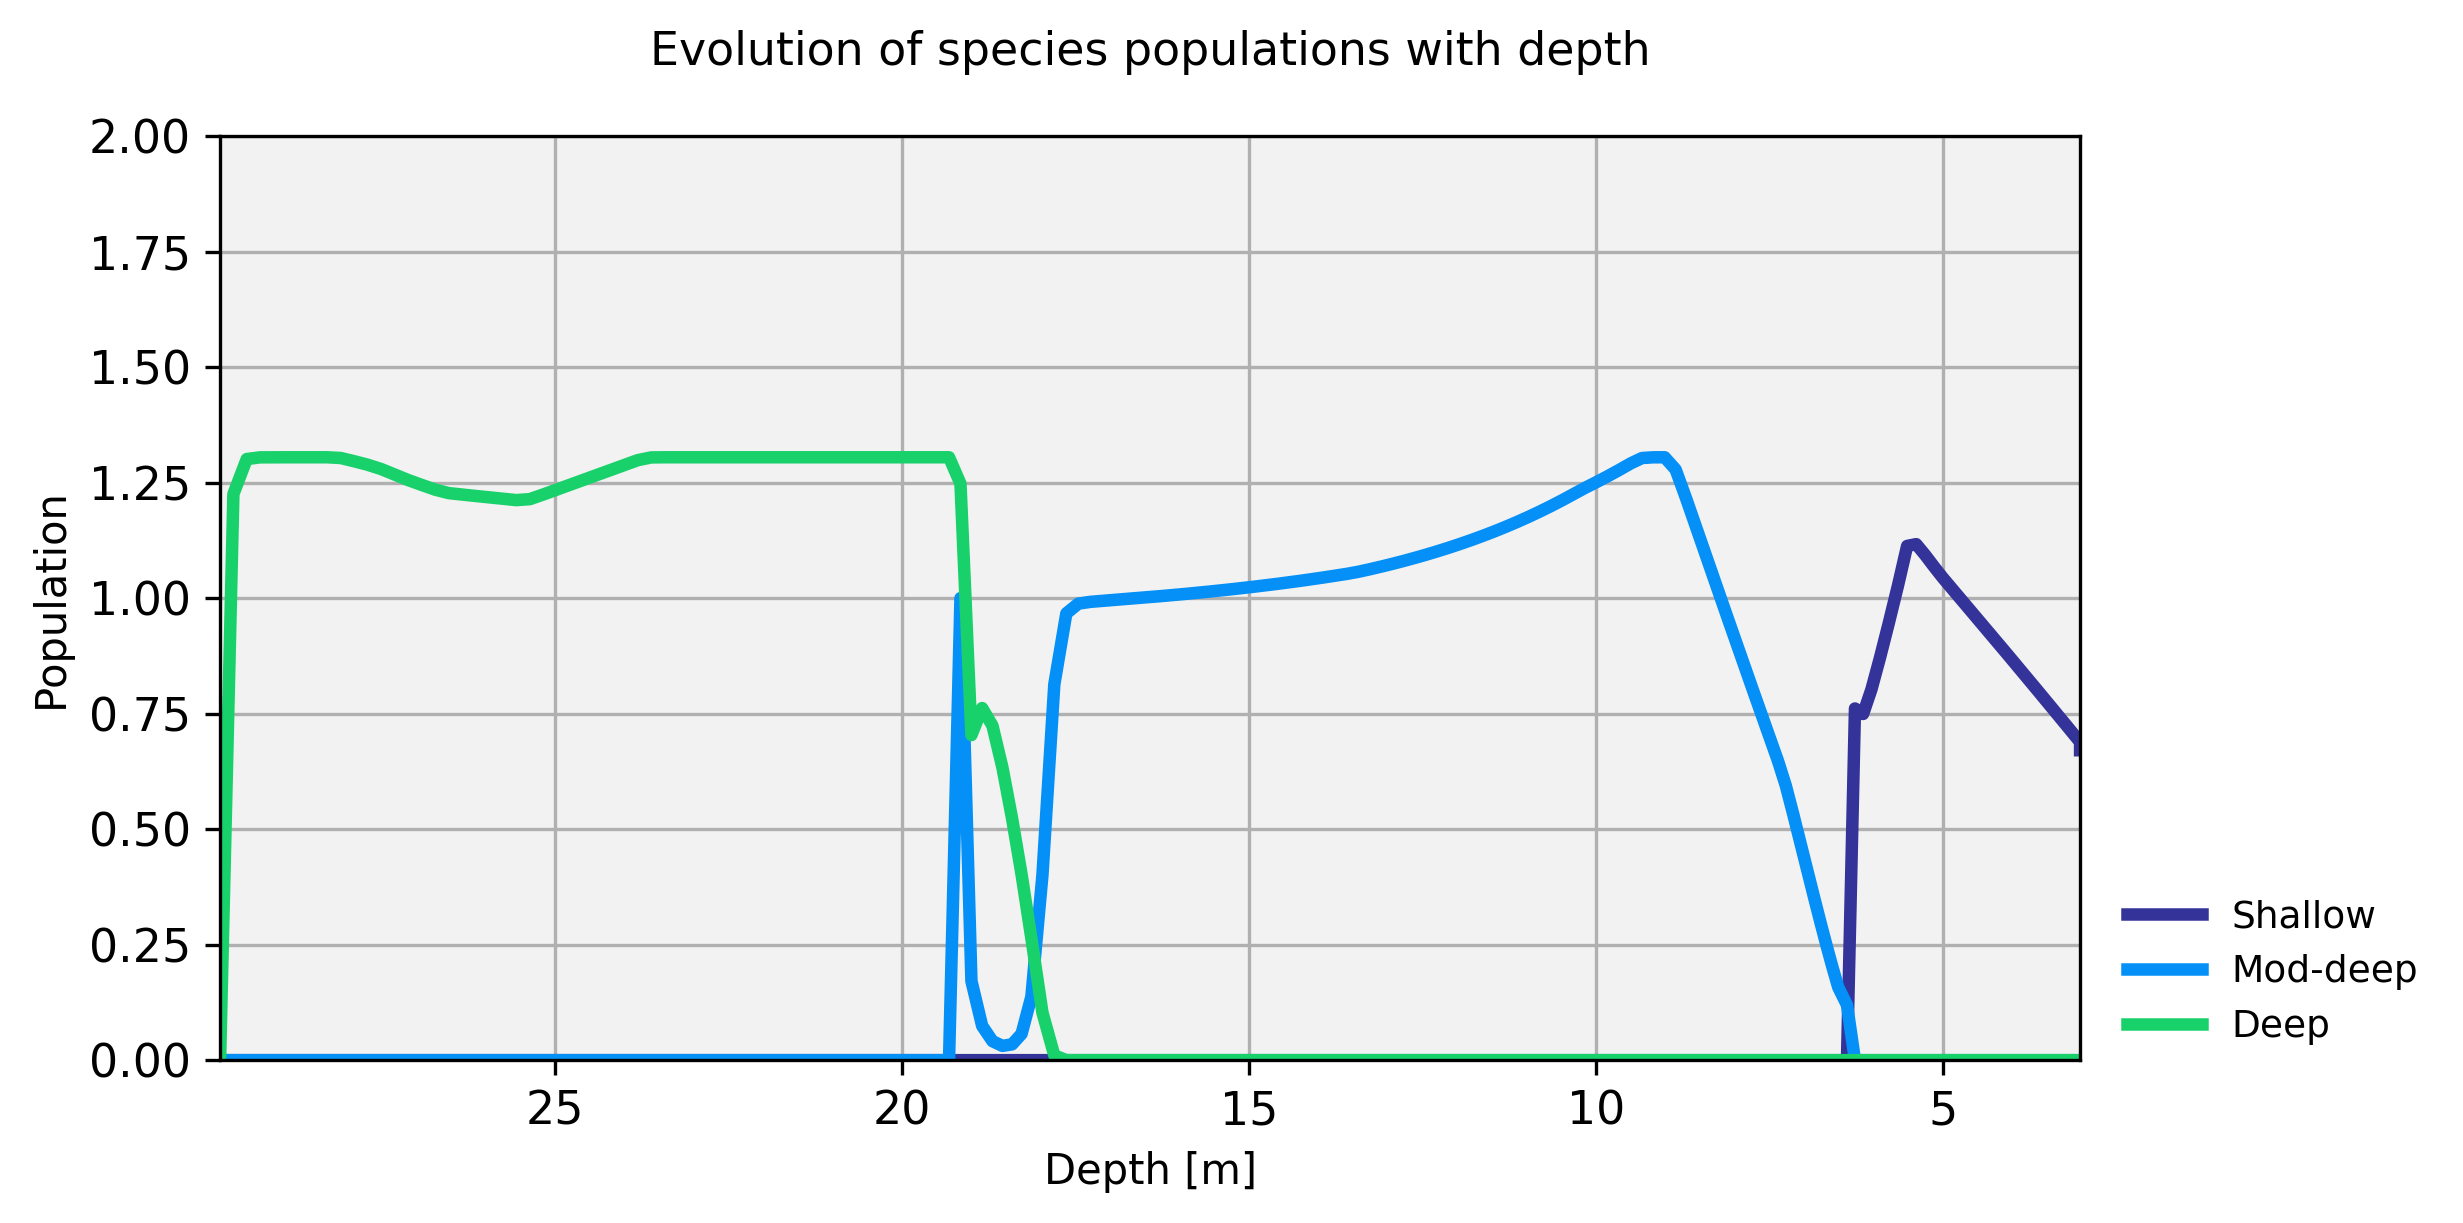 Evolution of species populations with depth
2.00
1.75
1.50
1.25
1.00
0.75
0.50
0.25
0.00
Population
25 20 15 10 5
Depth [m]
Shallow
Mod-deep
Deep